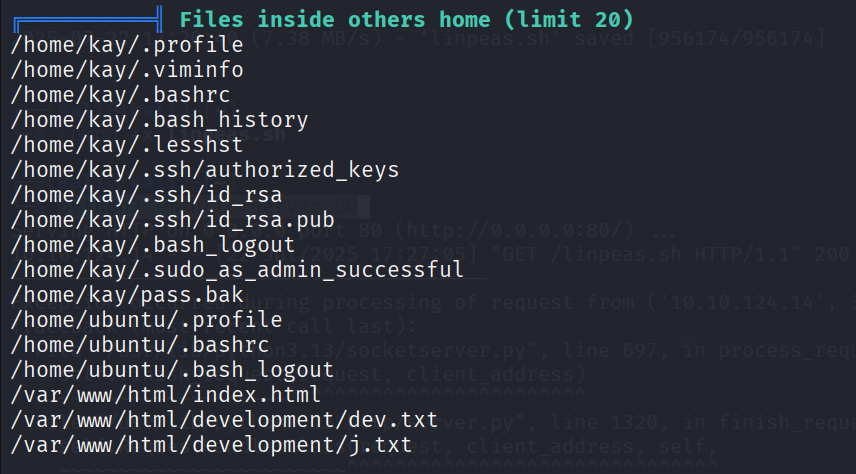 ╔══════════╣ Files inside others home (limit 20)
/home/kay/.profile
/home/kay/.viminfo
/home/kay/.bashrc
/home/kay/.bash_history
/home/kay/.lesshst
/home/kay/.ssh/authorized_keys
/home/kay/.ssh/id_rsa
/home/kay/.ssh/id_rsa.pub
/home/kay/.bash_logout
/home/kay/.sudo_as_admin_successful
/home/kay/pass.bak
/home/ubuntu/.profile
/home/ubuntu/.bashrc
/home/ubuntu/.bash_logout
/var/www/html/index.html
/var/www/html/development/dev.txt
/var/www/html/development/j.txt